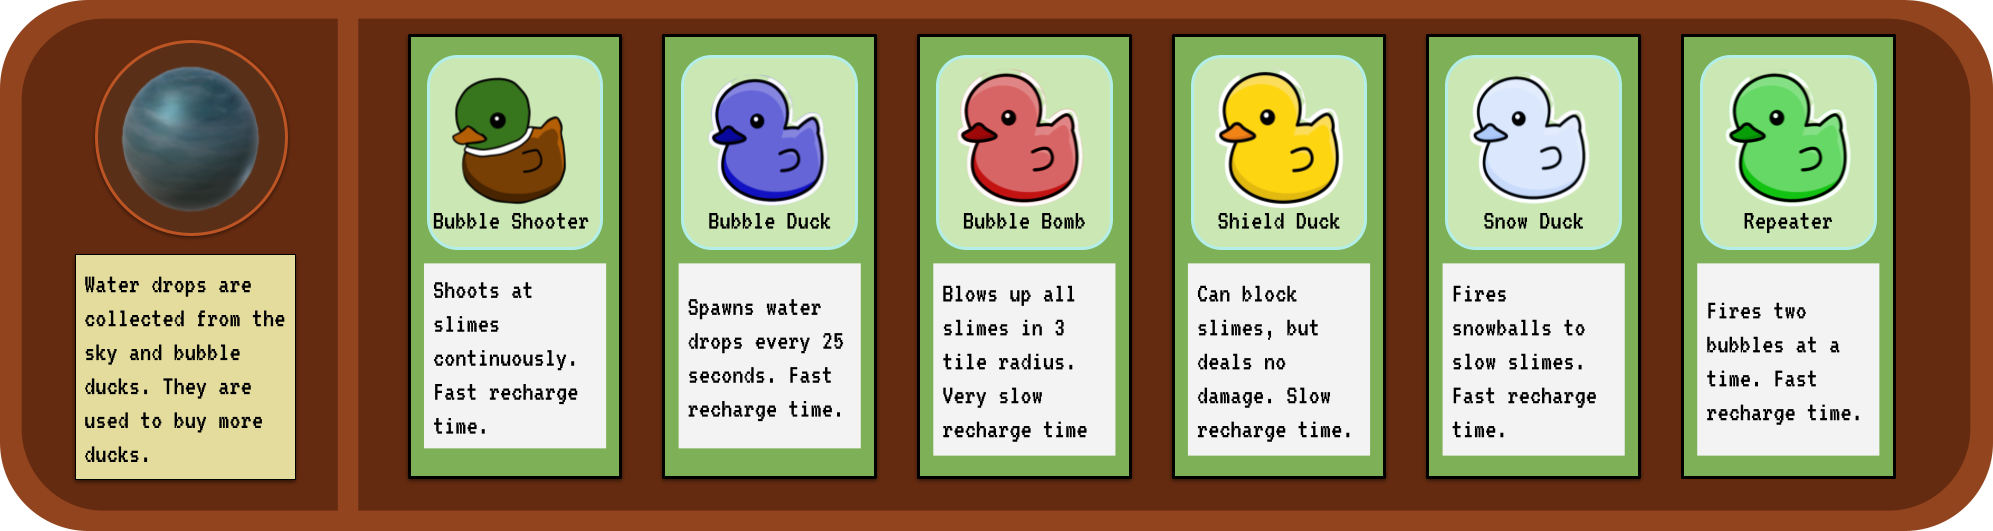 Water drops are
collected from the
sky and bubble
ducks. They are
used to buy more
ducks.
Bubble Shooter
Shoots at
slimes
continuously.
Fast recharge
time.
Bubble Duck
Spawns water
drops every 25
seconds. Fast
recharge time.
Bubble Bomb
Blows up all
slimes in 3
tile radius.
Very slow
recharge time
Shield Duck
Can block
slimes, but
deals no
damage. Slow
recharge time.
Snow Duck
Fires
snowballs to
slow slimes.
Fast recharge
time.
Repeater
Fires two
bubbles at a
time. Fast
recharge time.